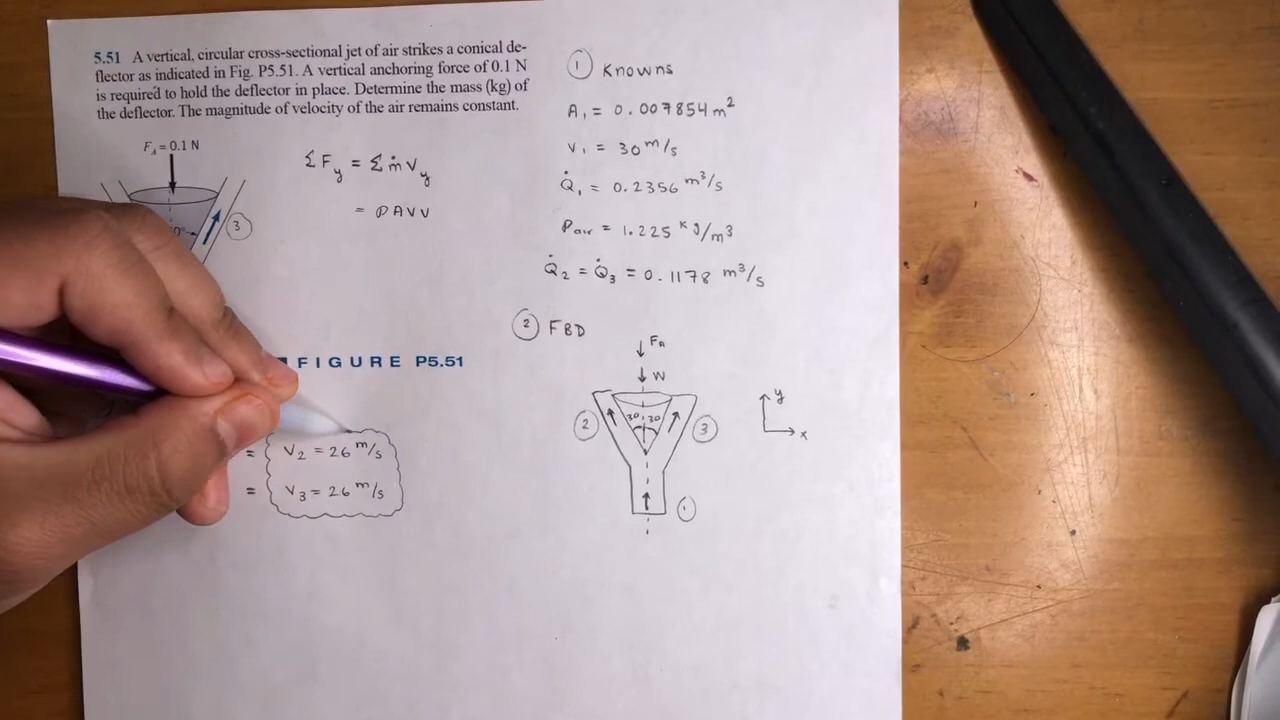 5.51 A vertical, circular cross-sectional jet of air strikes a conical de-
flector as indicated in Fig. P5.51. A vertical anchoring force of 0.1 N
is required to hold the deflector in place. Determine the mass (kg) of
the deflector. The magnitude of velocity of the air remains constant.
F_A = 0.1 N
0°
3
FIGURE P5.51
Σ F_y = Σ ṁ V_y
= ρ A V V
= V₂ = 26 m/s
= V₃ = 26 m/s
① Knowns
A₁ = 0.007854 m²
V₁ = 30 m/s
Q̇₁ = 0.2356 m³/s
ρ_air = 1.225 kg/m³
Q̇₂ = Q̇₃ = 0.1178 m³/s
② FBD
F_A
W
30 30
② ③
①
y
x